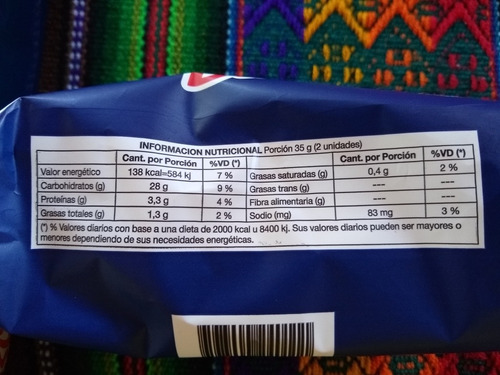 INFORMACION NUTRICIONAL Porción 35 g (2 unidades)
Cant. por Porción %VD (*) Cant. por Porción %VD (*)
Valor energético 138 kcal=584 kj 7 % Grasas saturadas (g) 0,4 g 2 %
Carbohidratos (g) 28 g 9 % Grasas trans (g) --- ---
Proteínas (g) 3,3 g 4 % Fibra alimentaria (g) --- ---
Grasas totales (g) 1,3 g 2 % Sodio (mg) 83 mg 3 %
(*) % Valores diarios con base a una dieta de 2000 kcal u 8400 kj. Sus valores diarios pueden ser mayores o
menores dependiendo de sus necesidades energéticas.